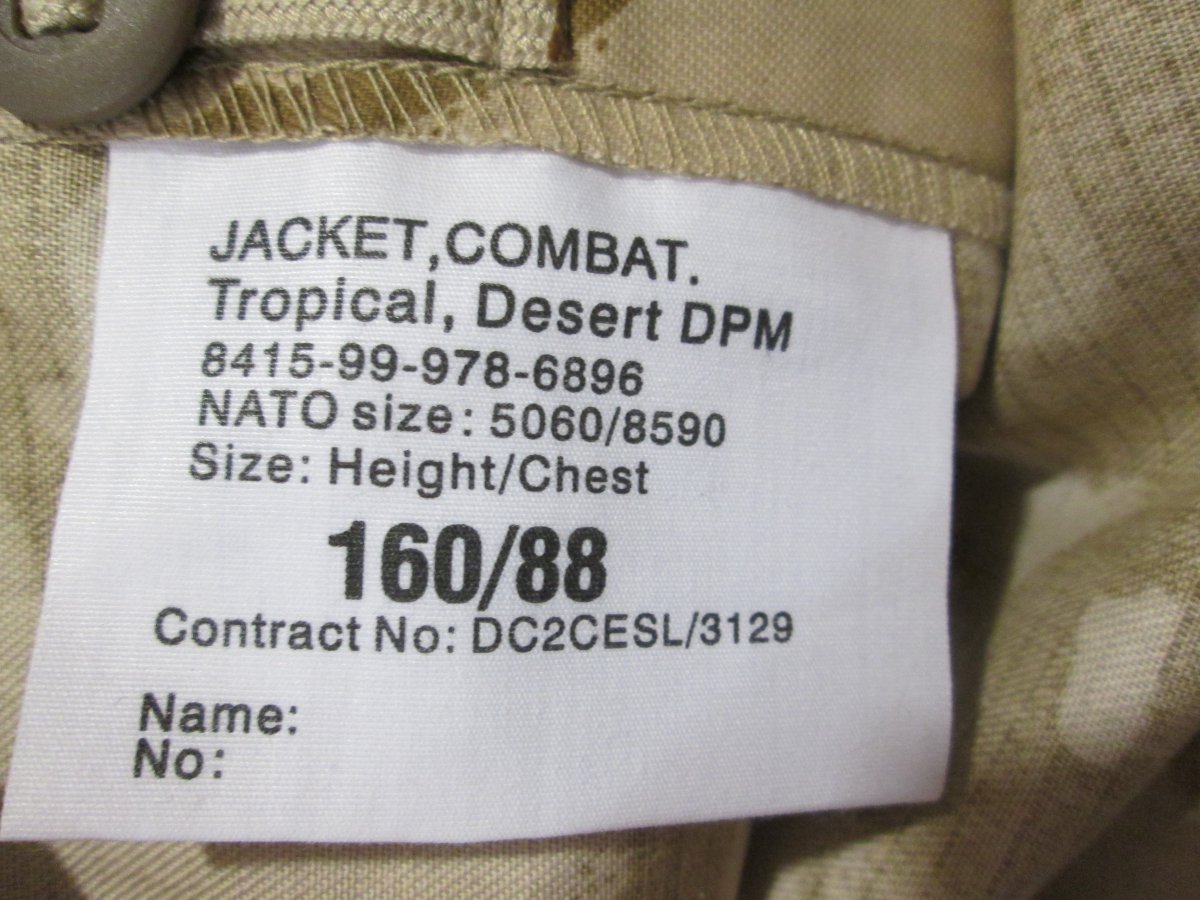 JACKET,COMBAT.
Tropical, Desert DPM
8415-99-978-6896
NATO size: 5060/8590
Size: Height/Chest
160/88
Contract No: DC2CESL/3129
Name:
No: